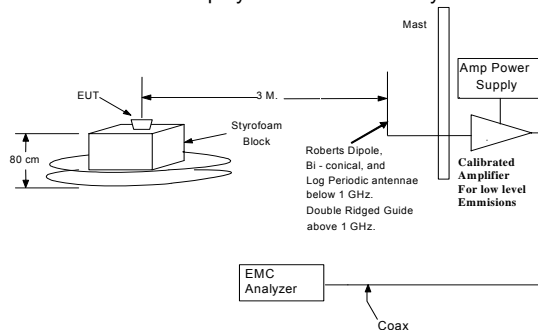 Mast
EUT
3 M.
Amp Power
Supply
Styrofoam
Block
80 cm
Roberts Dipole,
Bi - conical, and
Log Periodic antennae
below 1 GHz.
Double Ridged Guide
above 1 GHz.
Calibrated
Amplifier
For low level
Emmisions
EMC
Analyzer
Coax